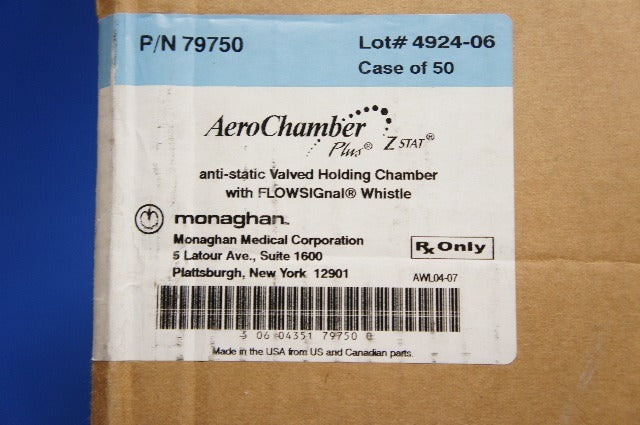 P/N 79750
Lot# 4924-06
Case of 50
AeroChamber
Plus® Z STAT®
anti-static Valved Holding Chamber
with FLOWSIGnal® Whistle
monaghan™
Monaghan Medical Corporation
5 Latour Ave., Suite 1600
Plattsburgh, New York 12901
Rx Only
AWL04-07
5 06 04351 79750 0
Made in the USA from US and Canadian parts.